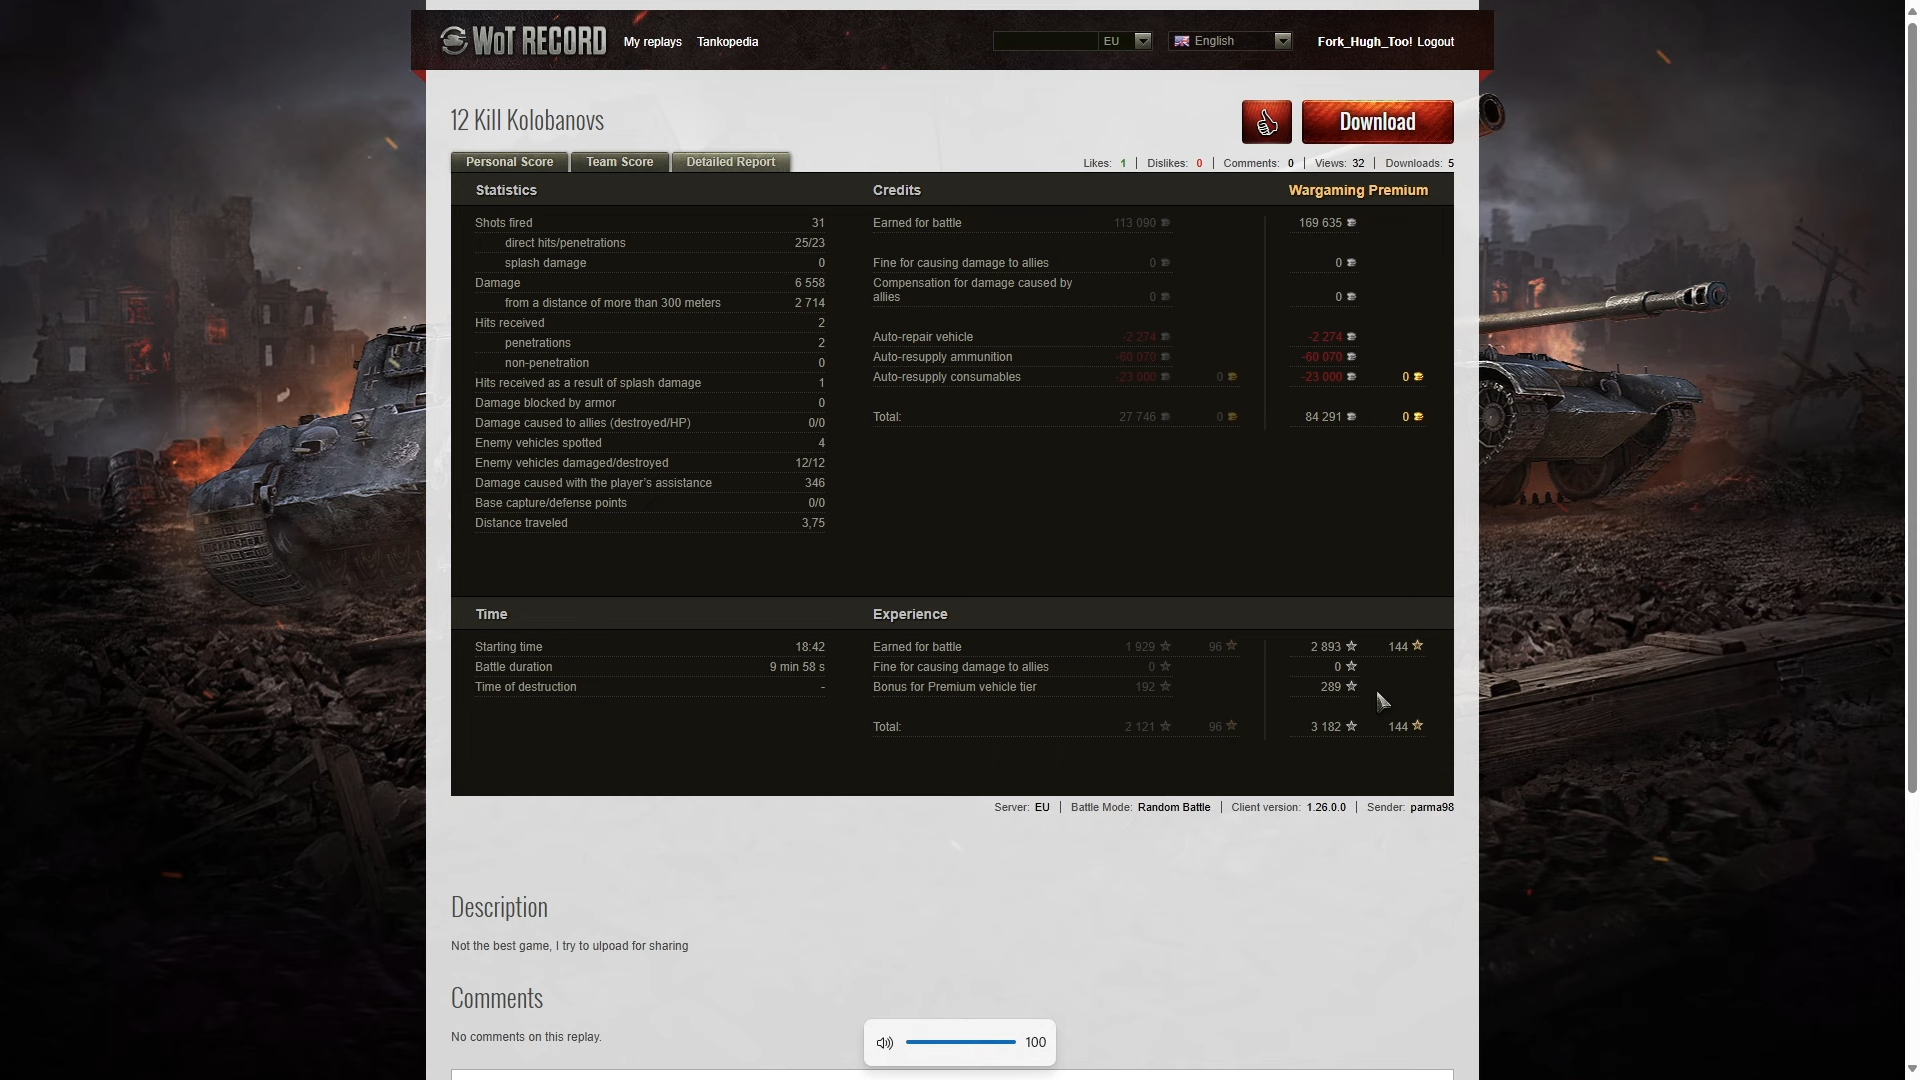 WoT RECORD My replays Tankopedia EU English Fork_Hugh_Too! Logout
12 Kill Kolobanovs Download
Personal Score Team Score Detailed Report Likes: 1 | Dislikes: 0 | Comments: 0 | Views: 32 | Downloads: 5
Statistics Credits Wargaming Premium
Shots fired 31 Earned for battle 113 090 169 635
direct hits/penetrations 25/23
splash damage 0 Fine for causing damage to allies 0 0
Damage 6 558 Compensation for damage caused by
allies 0 0
from a distance of more than 300 meters 2 714
Hits received 2
penetrations 2 Auto-repair vehicle -2 274 -2 274
non-penetration 0 Auto-resupply ammunition -60 070 -60 070
Hits received as a result of splash damage 1 Auto-resupply consumables -23 000 0 -23 000 0
Damage blocked by armor 0
Damage caused to allies (destroyed/HP) 0/0 Total: 27 746 0 84 291 0
Enemy vehicles spotted 4
Enemy vehicles damaged/destroyed 12/12
Damage caused with the player's assistance 346
Base capture/defense points 0/0
Distance traveled 3,75
Time Experience
Starting time 18:42 Earned for battle 1 929 96 2 893 144
Battle duration 9 min 58 s Fine for causing damage to allies 0 0
Time of destruction - Bonus for Premium vehicle tier 192 289
Total: 2 121 96 3 182 144
Server: EU | Battle Mode: Random Battle | Client version: 1.26.0.0 | Sender: parma98
Description
Not the best game, I try to ulpoad for sharing
Comments
No comments on this replay.
100